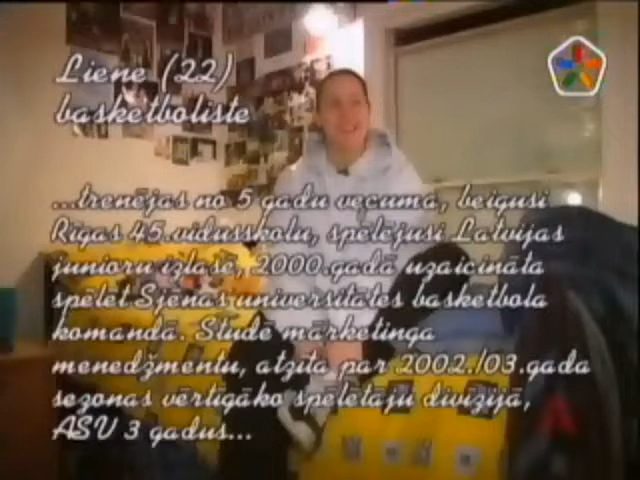 Liene (22)
basketboliste
...trenējas no 5 gadu vecuma, beigusi
Rīgas 45.vidusskolu, spēlējusi Latvijas
junioru izlasē, 2000.gadā uzaicināta
spēlēt Sjenas universitātes basketbola
komandā. Studē mārketinga
menedžmentu, atzīta par 2002./03.gada
sezonas vērtīgāko spēlētāju divīzijā,
ASV 3 gadus...